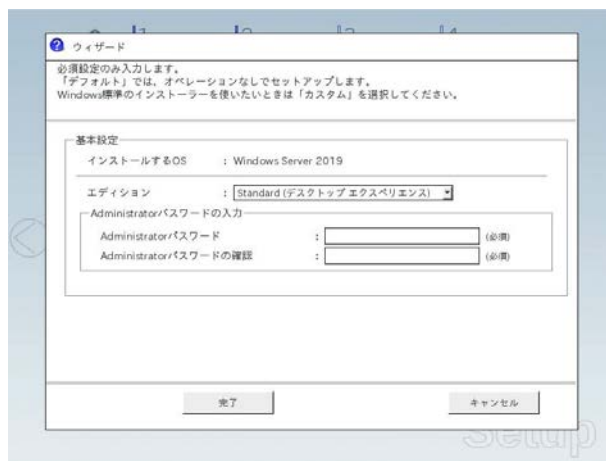 ウィザード
必須設定のみ入力します。
「デフォルト」では、オペレーションなしでセットアップします。
Windows標準のインストーラーを使いたいときは「カスタム」を選択してください。
基本設定
インストールするOS : Windows Server 2019
エディション : Standard (デスクトップ エクスペリエンス)
Administratorパスワードの入力
Administratorパスワード : (必須)
Administratorパスワードの確認 : (必須)
完了 キャンセル
Setup